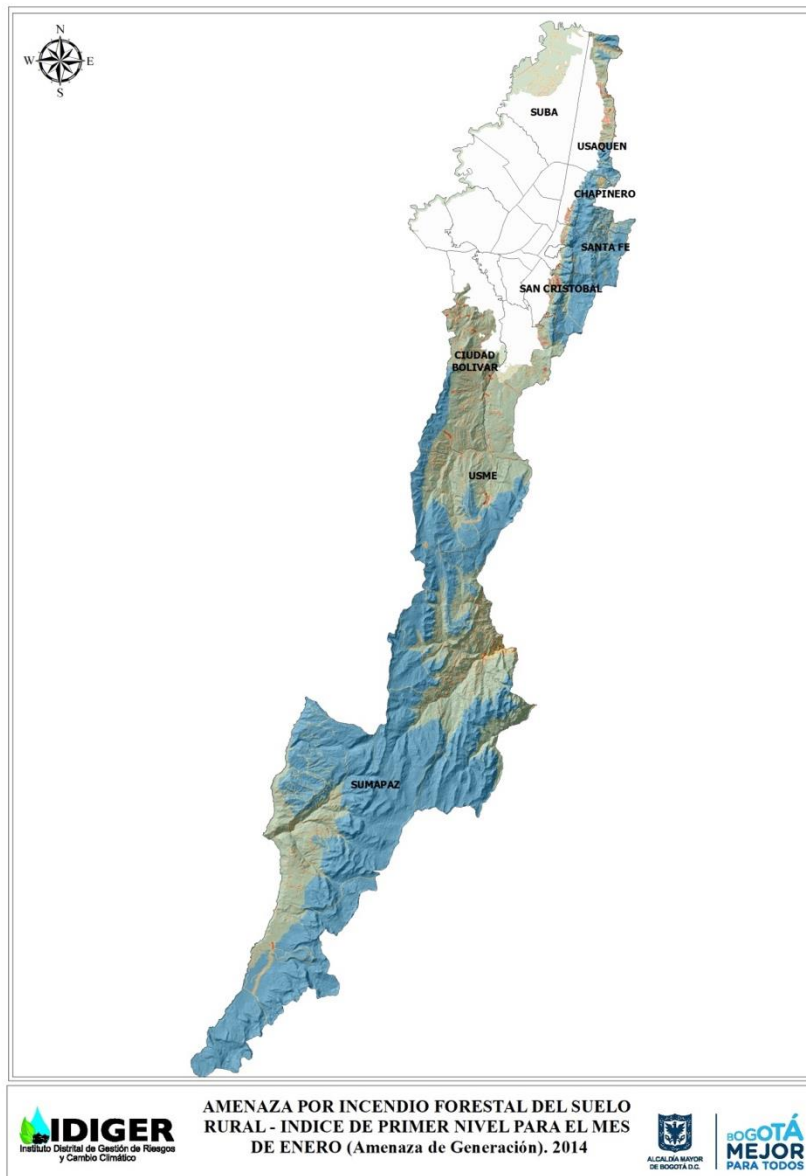 N
W E
S
SUBA
USAQUEN
CHAPINERO
SANTA FE
SAN CRISTOBAL
CIUDAD
BOLIVAR
USME
SUMAPAZ
IDIGER
Instituto Distrital de Gestión de Riesgos
y Cambio Climático
AMENAZA POR INCENDIO FORESTAL DEL SUELO
RURAL - INDICE DE PRIMER NIVEL PARA EL MES
DE ENERO (Amenaza de Generación). 2014
ALCALDÍA MAYOR
DE BOGOTÁ D.C.
BOGOTÁ
MEJOR
PARA TODOS